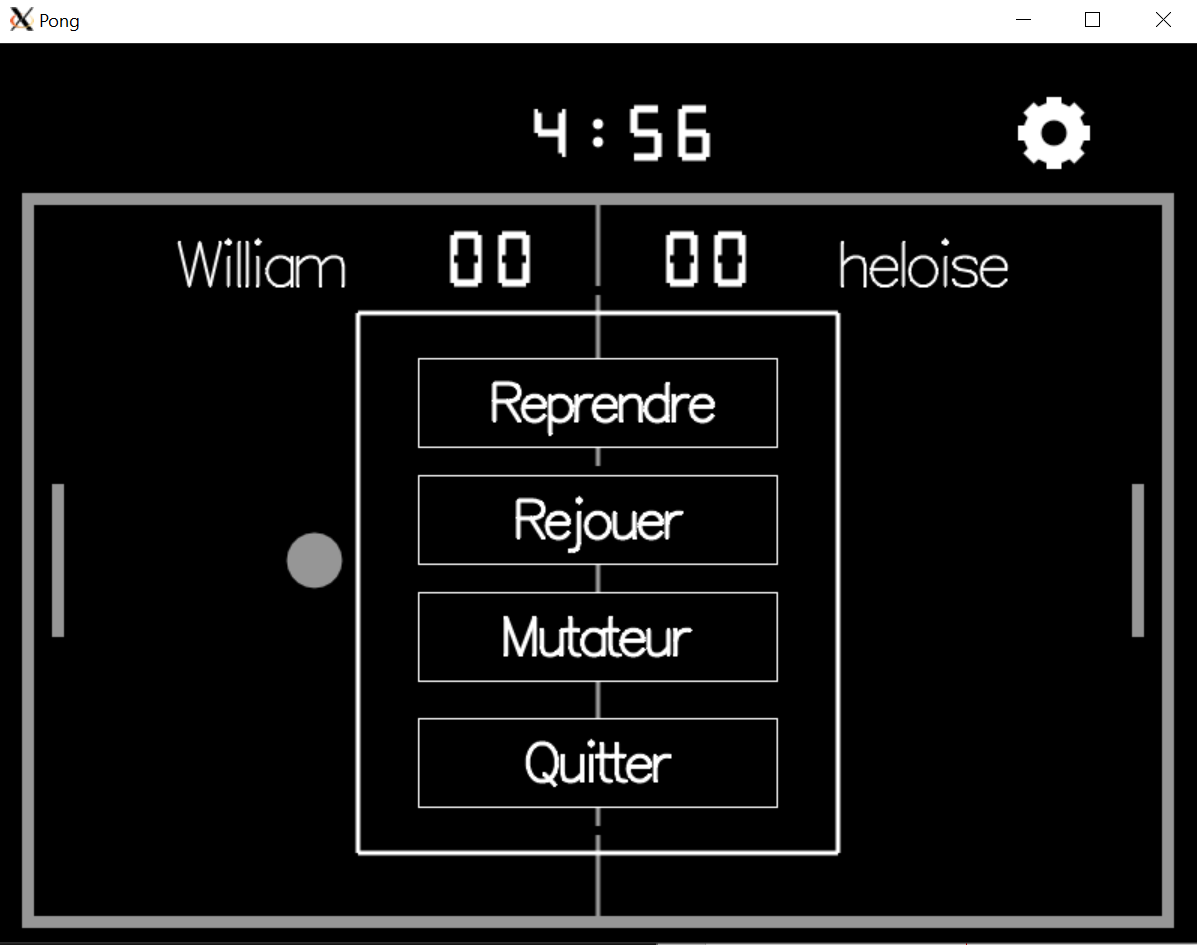 Pong
4:56
William 00 00 heloise
Reprendre
Rejouer
Mutateur
Quitter